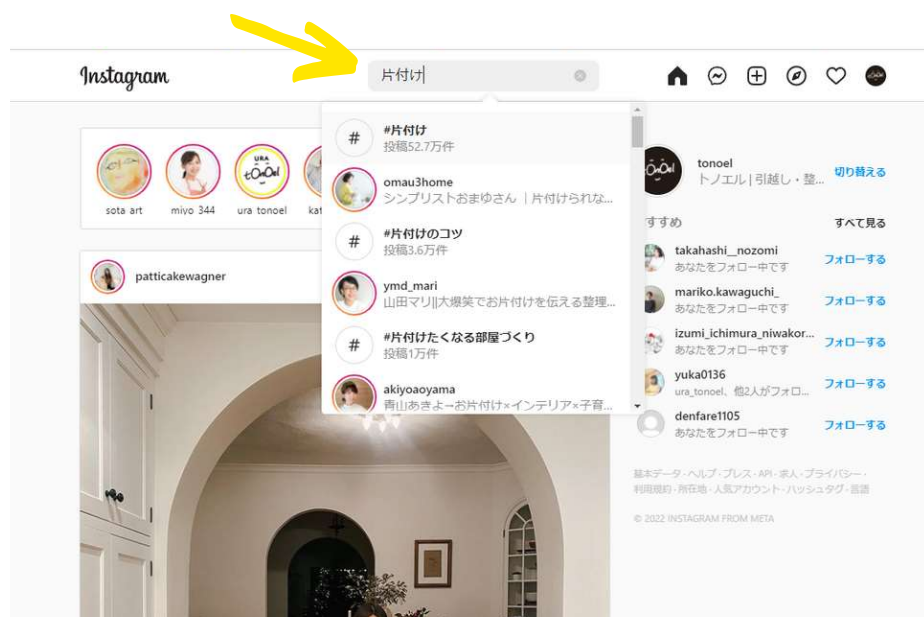 Instagram
片付け
#片付け
投稿52.7万件
omau3home
シンプリストおまゆさん ｜片付けられな...
#片付けのコツ
投稿3.6万件
ymd_mari
山田マリ||大爆笑でお片付けを伝える整理...
#片付けたくなる部屋づくり
投稿1万件
akiyoaoyama
青山あきよーお片付け×インテリア×子育...
sota art
miyo 344
URA
tOnOel
ura tonoel
kat
patticakewagner
tOnOel
tonoel
トノエル | 引越し・整...
切り替える
すすめ
すべて見る
takahashi__nozomi
あなたをフォロー中です
フォローする
mariko.kawaguchi_
あなたをフォロー中です
フォローする
izumi_ichimura_niwakor...
あなたをフォロー中です
フォローする
yuka0136
ura_tonoel、他2人がフォロ...
フォローする
denfare1105
あなたをフォロー中です
フォローする
基本データ・ヘルプ・プレス・API・求人・プライバシー・
利用規約・所在地・人気アカウント・ハッシュタグ・言語
© 2022 INSTAGRAM FROM META